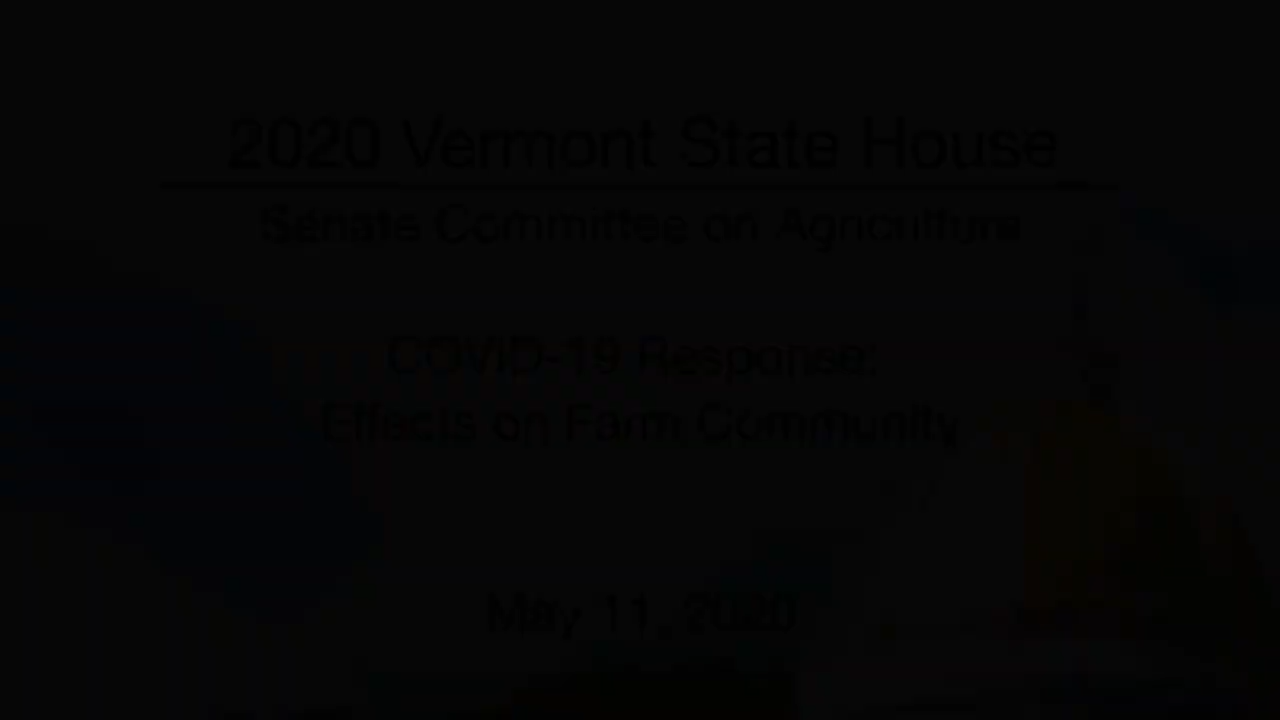 2020 Vermont State House
Senate Committee on Agriculture
COVID-19 Response:
Effects on Farm Community
May 11, 2020